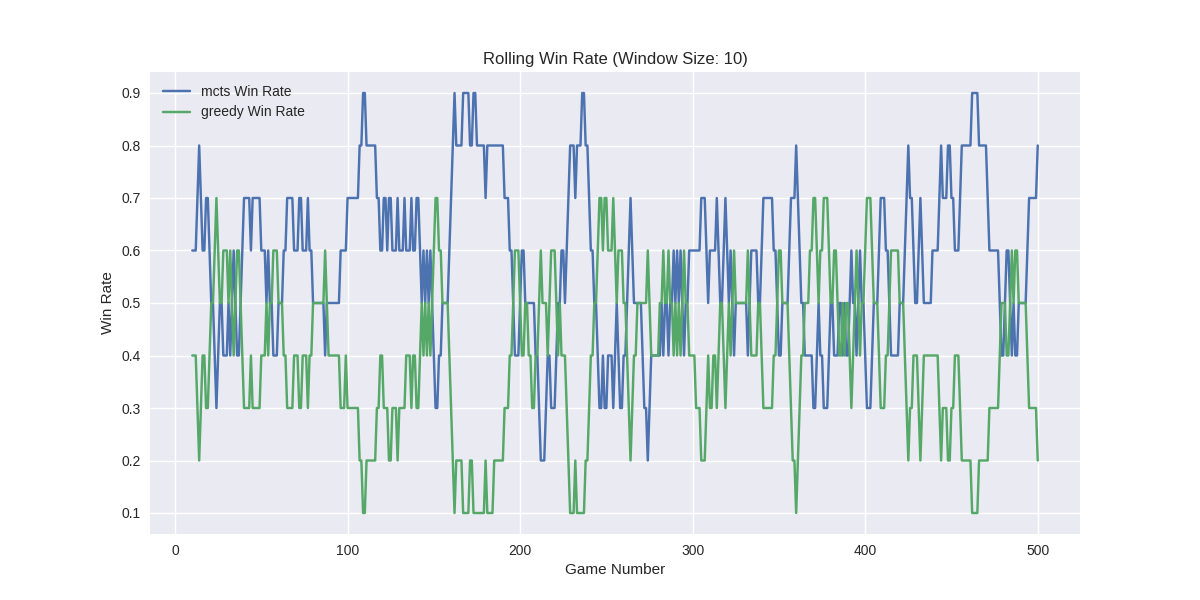 Rolling Win Rate (Window Size: 10)
mcts Win Rate
greedy Win Rate
Win Rate
0.9
0.8
0.7
0.6
0.5
0.4
0.3
0.2
0.1
0 100 200 300 400 500
Game Number